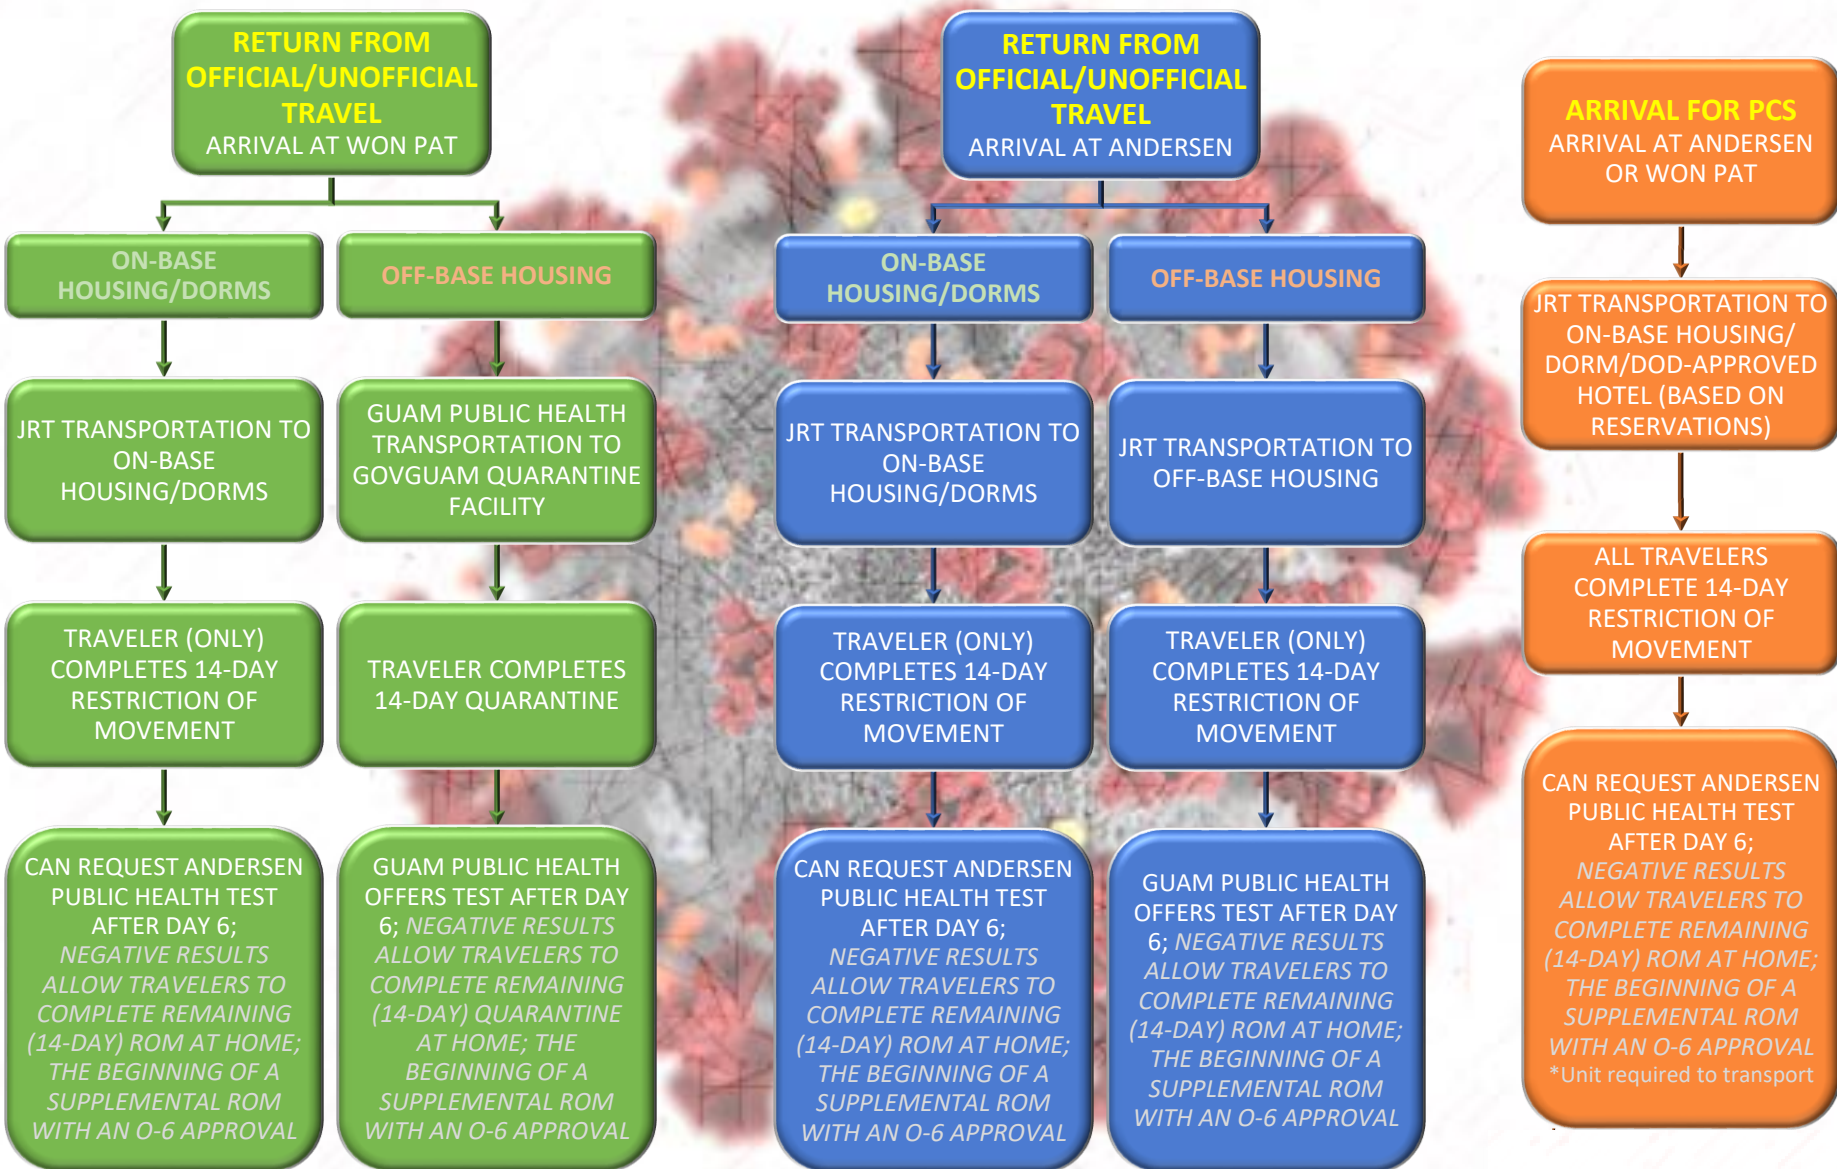 RETURN FROM
OFFICIAL/UNOFFICIAL
TRAVEL
ARRIVAL AT WON PAT
ON-BASE
HOUSING/DORMS
JRT TRANSPORTATION TO
ON-BASE
HOUSING/DORMS
TRAVELER (ONLY)
COMPLETES 14-DAY
RESTRICTION OF
MOVEMENT
CAN REQUEST ANDERSEN
PUBLIC HEALTH TEST
AFTER DAY 6;
NEGATIVE RESULTS
ALLOW TRAVELERS TO
COMPLETE REMAINING
(14-DAY) ROM AT HOME;
THE BEGINNING OF A
SUPPLEMENTAL ROM
WITH AN O-6 APPROVAL
OFF-BASE HOUSING
GUAM PUBLIC HEALTH
TRANSPORTATION TO
GOVGUAM QUARANTINE
FACILITY
TRAVELER COMPLETES
14-DAY QUARANTINE
GUAM PUBLIC HEALTH
OFFERS TEST AFTER DAY
6; NEGATIVE RESULTS
ALLOW TRAVELERS TO
COMPLETE REMAINING
(14-DAY) QUARANTINE
AT HOME; THE
BEGINNING OF A
SUPPLEMENTAL ROM
WITH AN O-6 APPROVAL
RETURN FROM
OFFICIAL/UNOFFICIAL
TRAVEL
ARRIVAL AT ANDERSEN
ON-BASE
HOUSING/DORMS
JRT TRANSPORTATION TO
ON-BASE
HOUSING/DORMS
TRAVELER (ONLY)
COMPLETES 14-DAY
RESTRICTION OF
MOVEMENT
CAN REQUEST ANDERSEN
PUBLIC HEALTH TEST
AFTER DAY 6;
NEGATIVE RESULTS
ALLOW TRAVELERS TO
COMPLETE REMAINING
(14-DAY) ROM AT HOME;
THE BEGINNING OF A
SUPPLEMENTAL ROM
WITH AN O-6 APPROVAL
OFF-BASE HOUSING
JRT TRANSPORTATION TO
OFF-BASE HOUSING
TRAVELER (ONLY)
COMPLETES 14-DAY
RESTRICTION OF
MOVEMENT
GUAM PUBLIC HEALTH
OFFERS TEST AFTER DAY
6; NEGATIVE RESULTS
ALLOW TRAVELERS TO
COMPLETE REMAINING
(14-DAY) ROM AT HOME;
THE BEGINNING OF A
SUPPLEMENTAL ROM
WITH AN O-6 APPROVAL
ARRIVAL FOR PCS
ARRIVAL AT ANDERSEN
OR WON PAT
JRT TRANSPORTATION TO
ON-BASE HOUSING/
DORM/DOD-APPROVED
HOTEL (BASED ON
RESERVATIONS)
ALL TRAVELERS
COMPLETE 14-DAY
RESTRICTION OF
MOVEMENT
CAN REQUEST ANDERSEN
PUBLIC HEALTH TEST
AFTER DAY 6;
NEGATIVE RESULTS
ALLOW TRAVELERS TO
COMPLETE REMAINING
(14-DAY) ROM AT HOME;
THE BEGINNING OF A
SUPPLEMENTAL ROM
WITH AN O-6 APPROVAL
*Unit required to transport